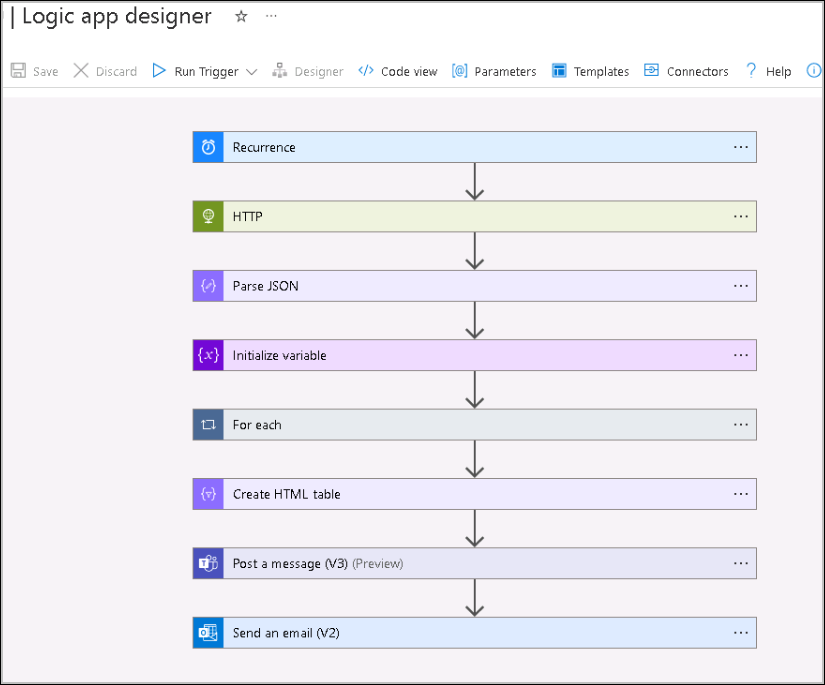 | Logic app designer
Save Discard Run Trigger Designer Code view Parameters Templates Connectors Help
Recurrence
HTTP
Parse JSON
Initialize variable
For each
Create HTML table
Post a message (V3) (Preview)
Send an email (V2)